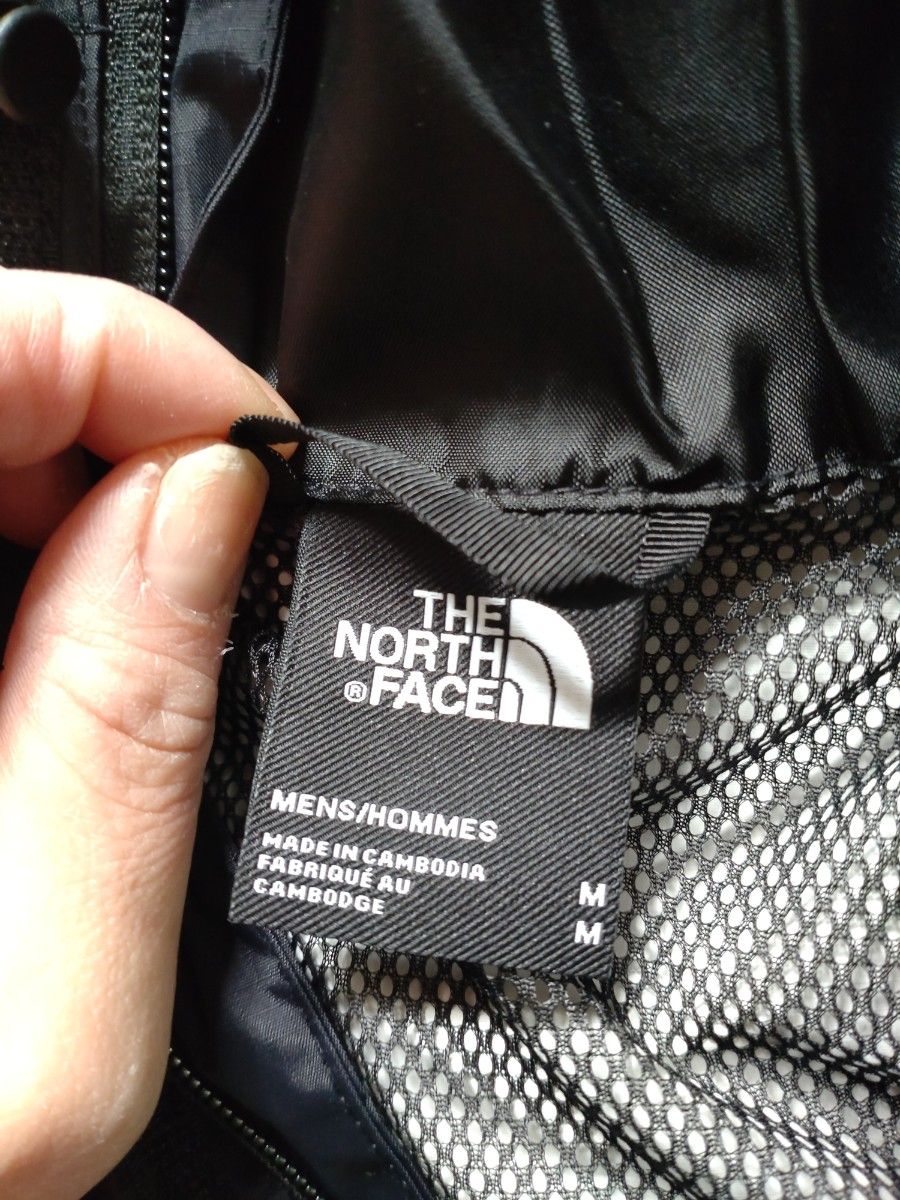 THE
NORTH
® FACE
MENS/HOMMES
MADE IN CAMBODIA
FABRIQUÉ AU
CAMBODGE
M
M